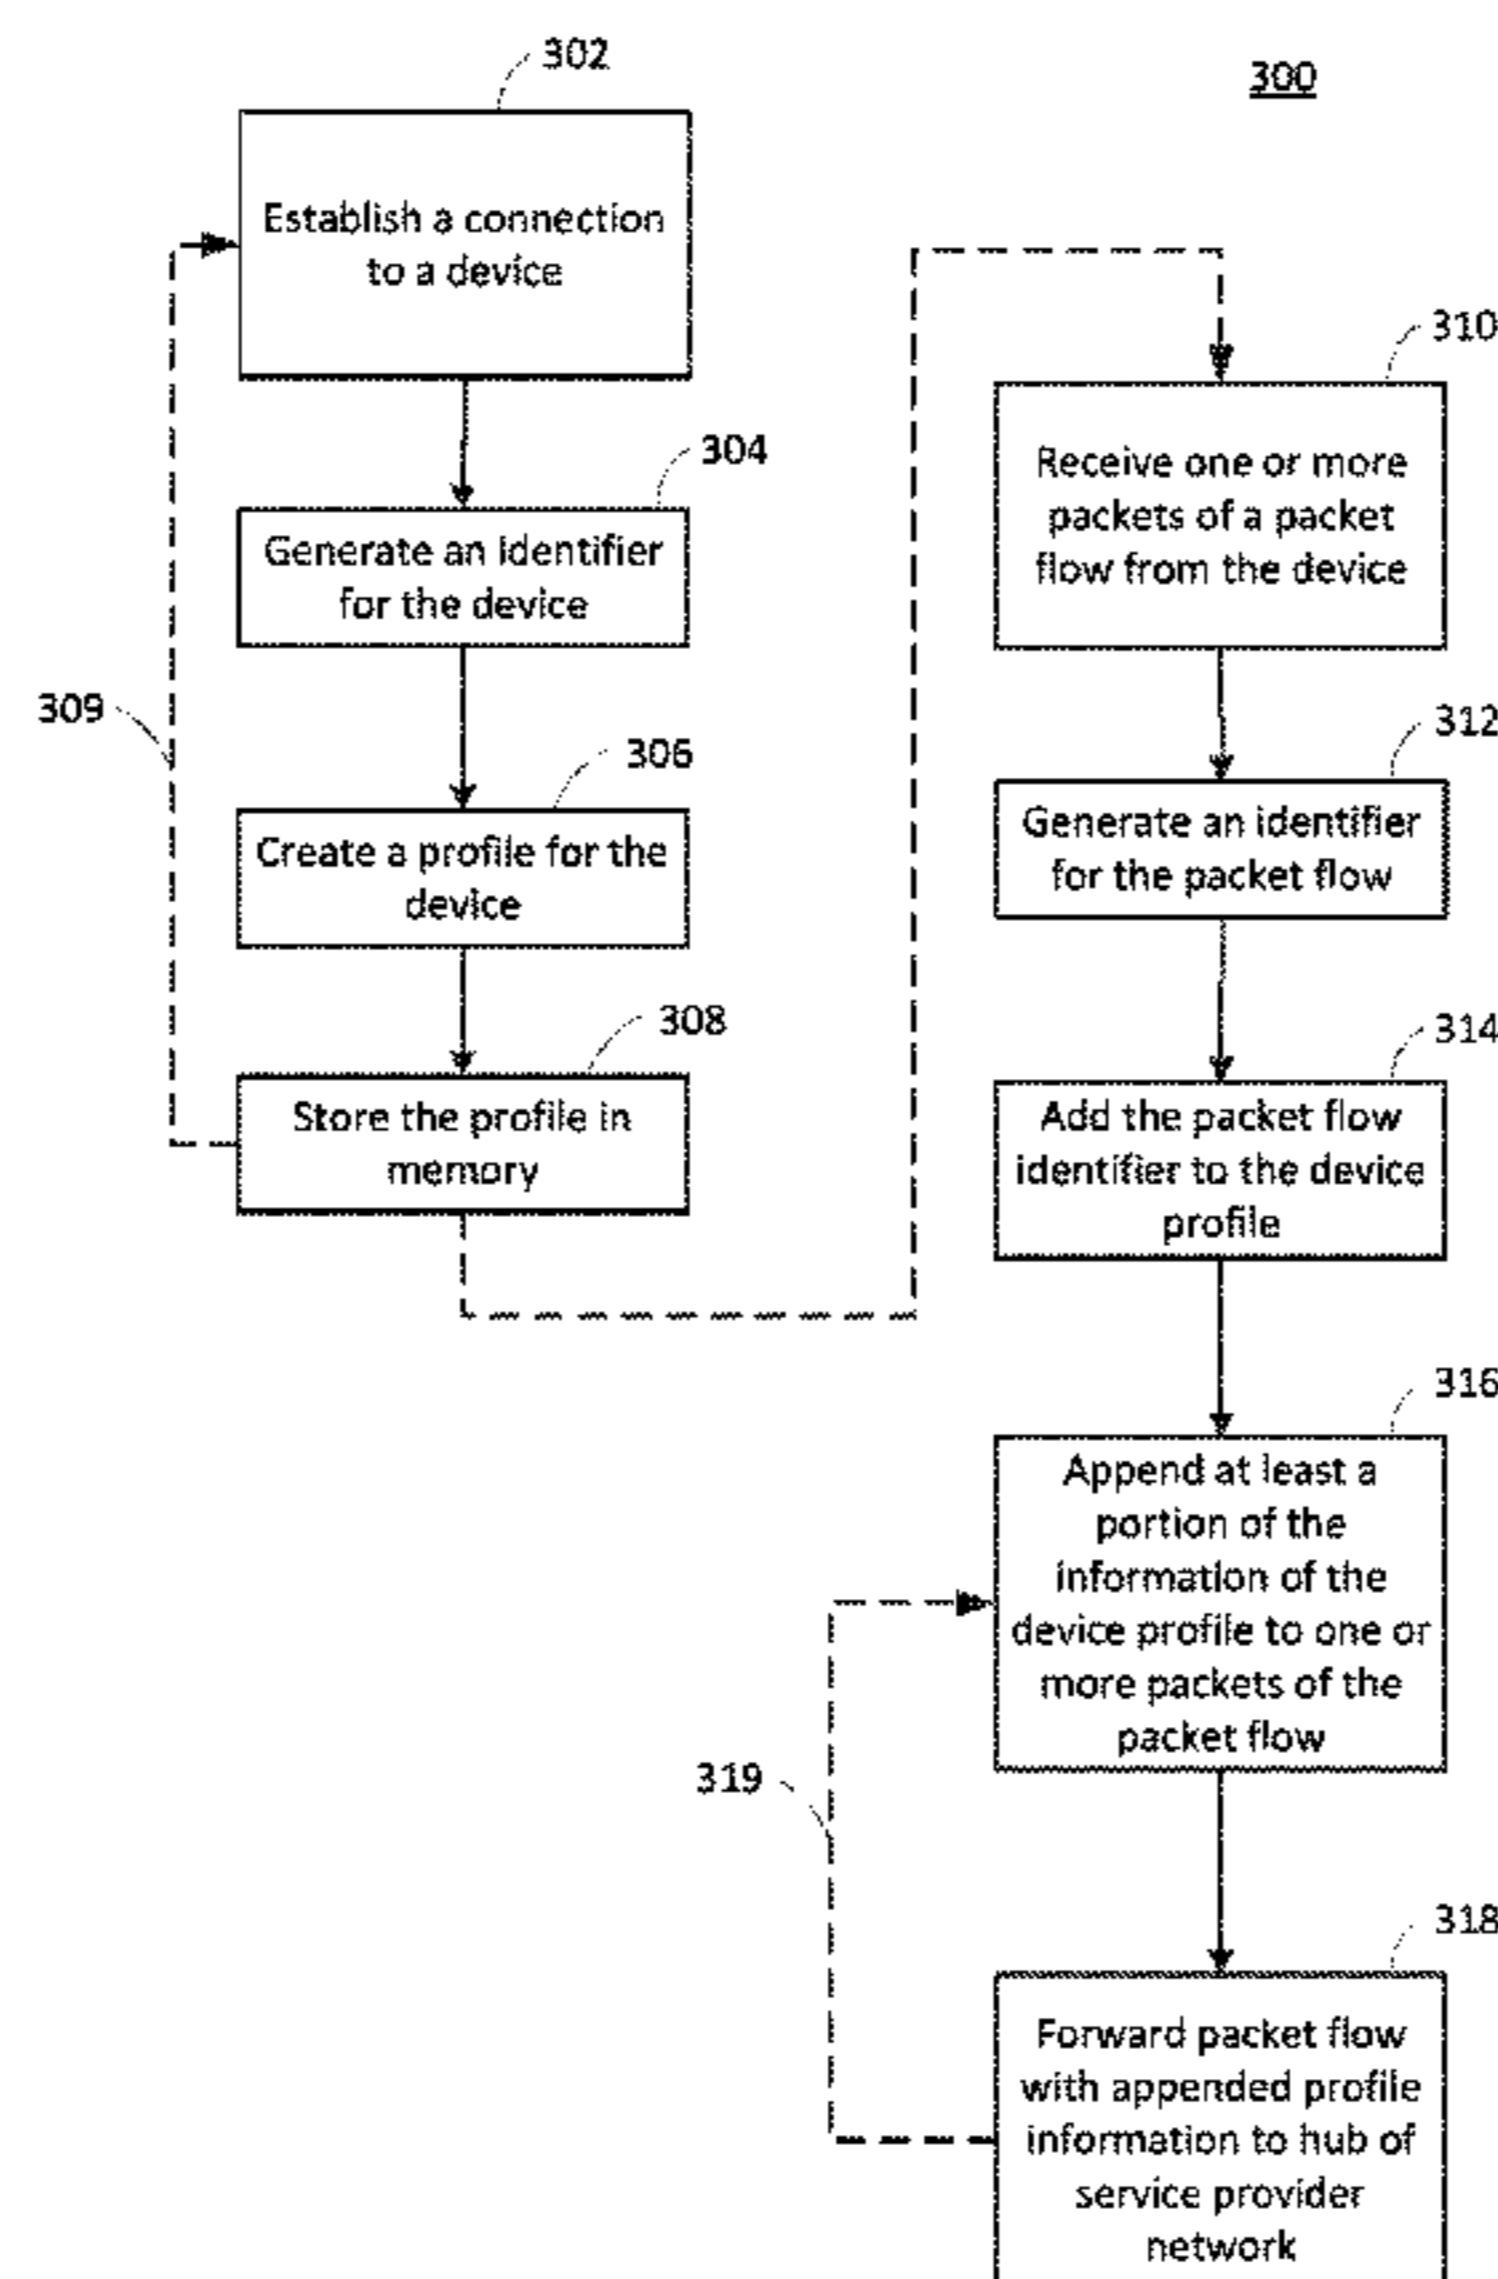 302
300
Establish a connection
to a device
304
Generate an identifier
for the device
309
306
Create a profile for the
device
308
Store the profile in
memory
310
Receive one or more
packets of a packet
flow from the device
312
Generate an identifier
for the packet flow
314
Add the packet flow
identifier to the device
profile
316
Append at least a
portion of the
information of the
device profile to one or
more packets of the
packet flow
319
318
Forward packet flow
with appended profile
information to hub of
service provider
network